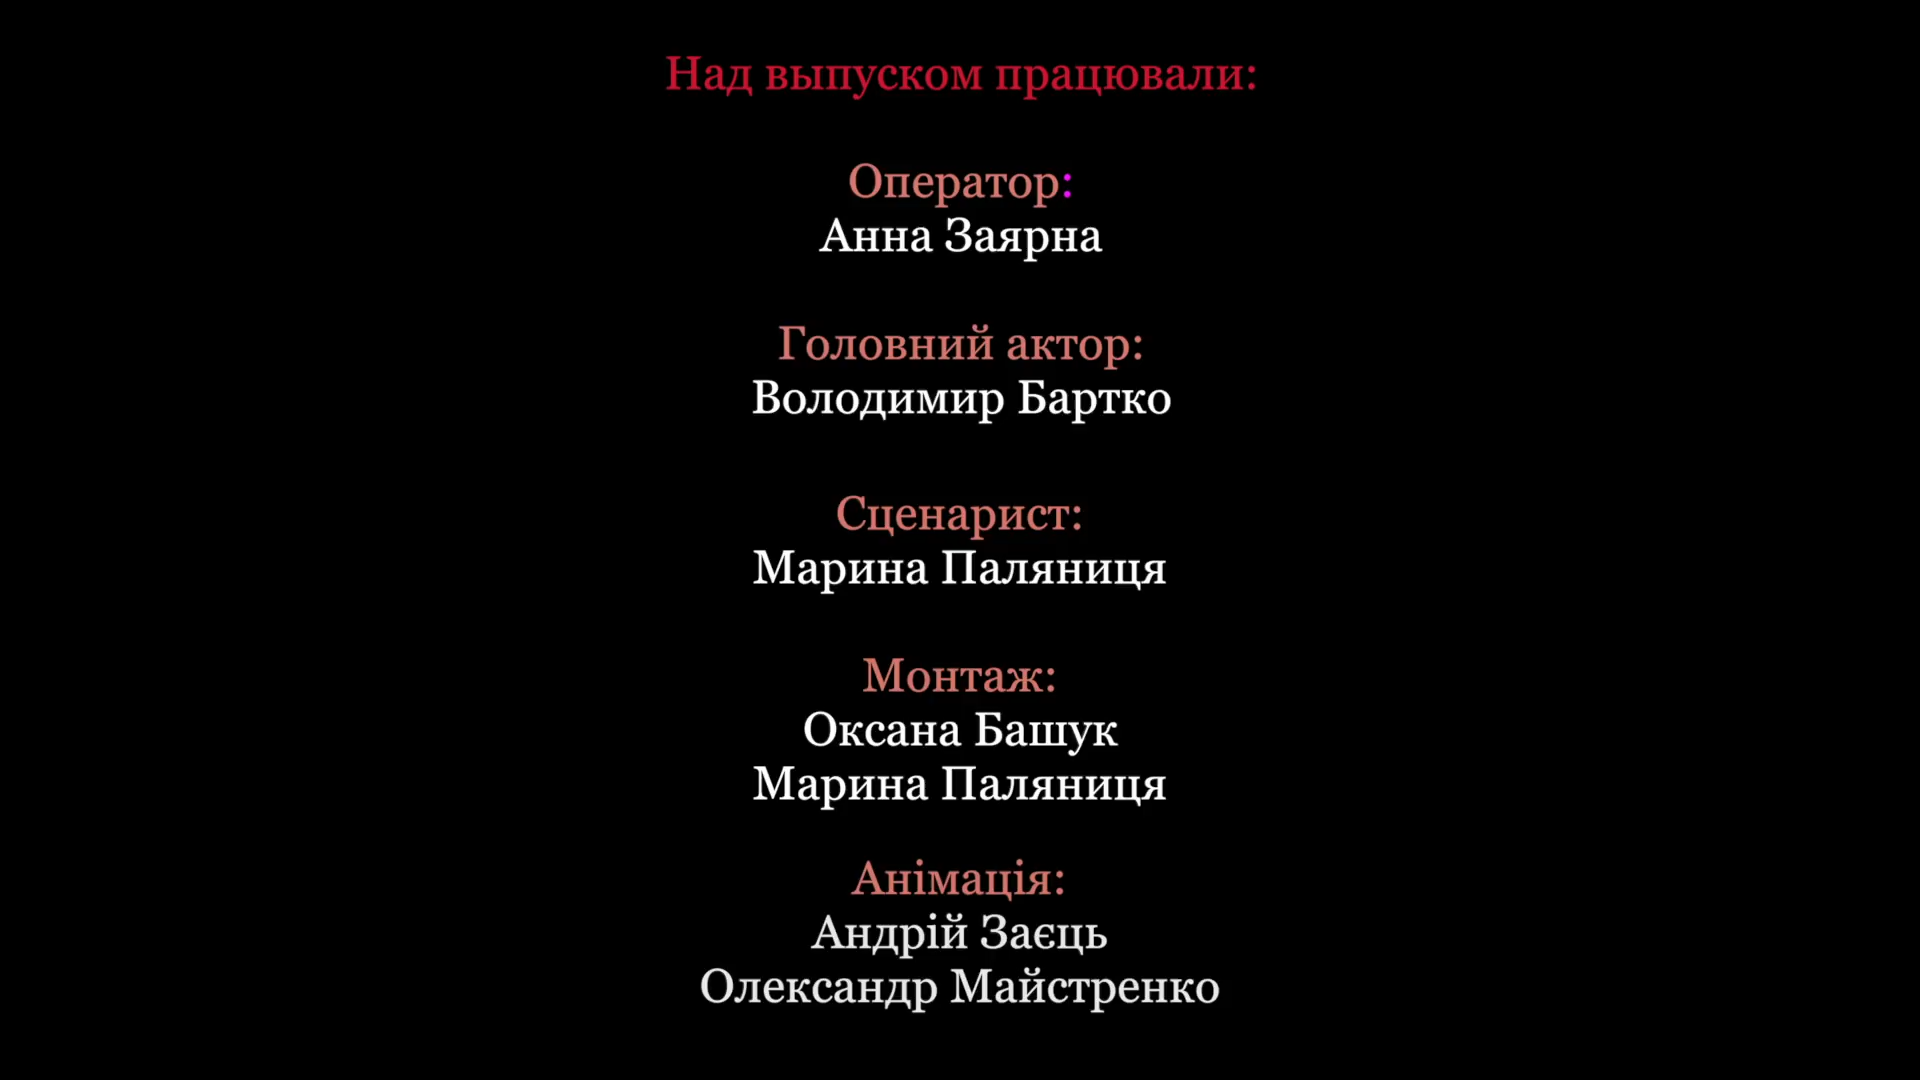 Над выпуском працювали:
Оператор:
Анна Заярна
Головний актор:
Володимир Бартко
Сценарист:
Марина Паляниця
Монтаж:
Оксана Башук
Марина Паляниця
Анімація:
Андрій Заєць
Олександр Майстренко